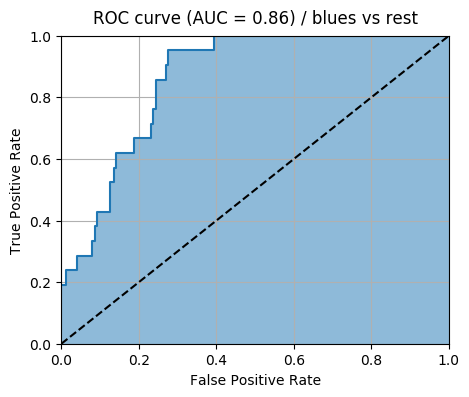 ROC curve (AUC = 0.86) / blues vs rest
True Positive Rate
1.0
0.8
0.6
0.4
0.2
0.0
0.0 0.2 0.4 0.6 0.8 1.0
False Positive Rate